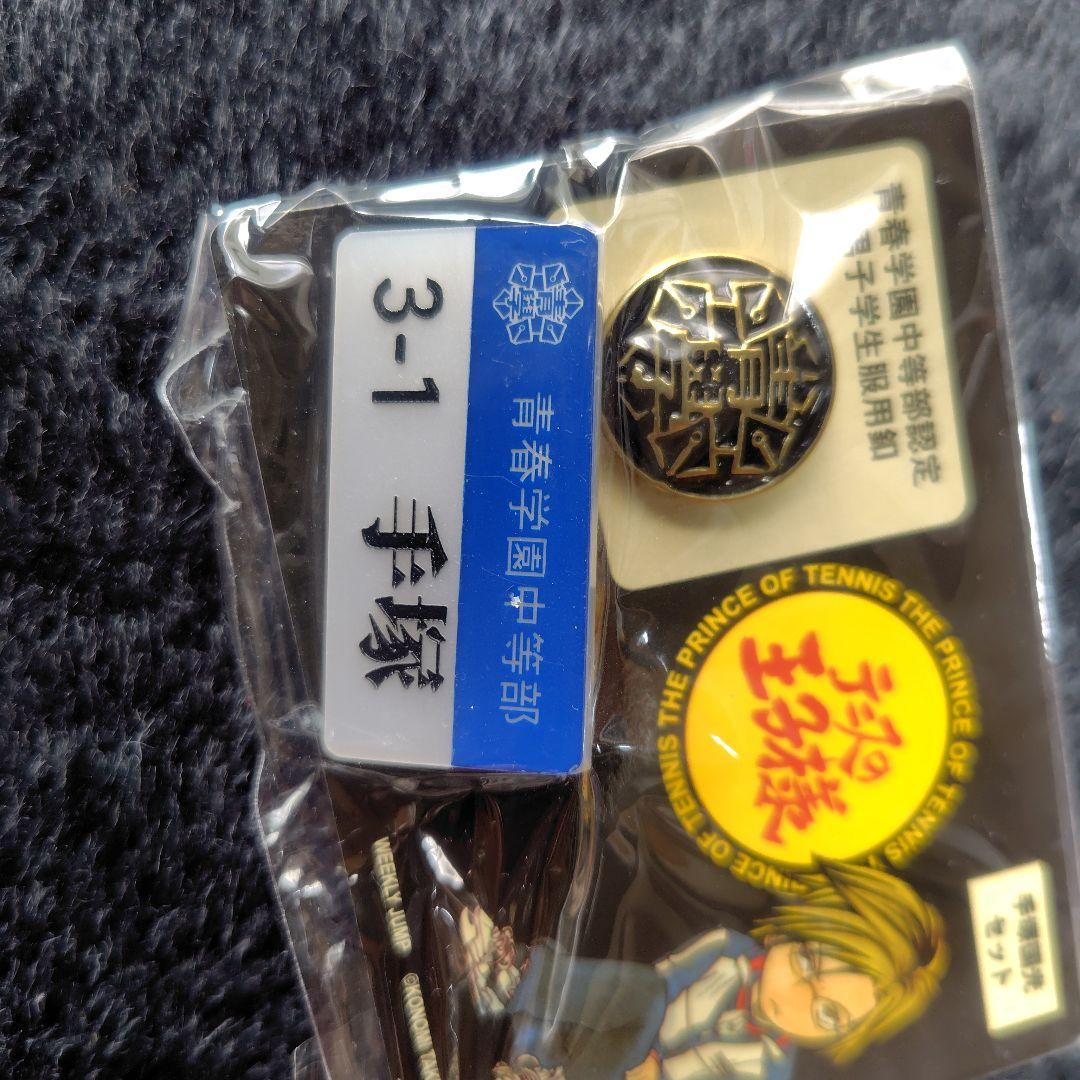 青春学園中等部
3-1 手塚
青春学園中等部認定
男子学生服用釦
THE PRINCE OF TENNIS THE PRINCE OF TENNIS THE PRINCE OF TENNIS
テニスの
王子様
手塚国光
セット
WEEKLY JUMP
©KONOMI